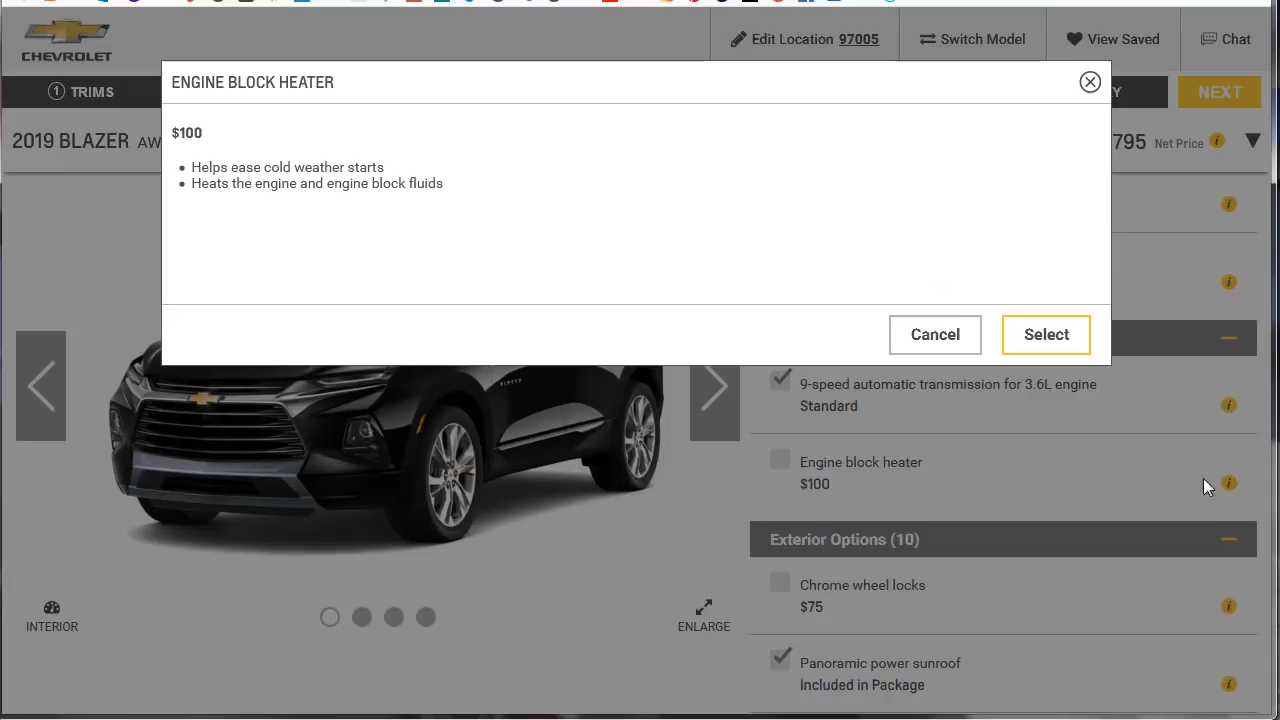 CHEVROLET
Edit Location 97005
Switch Model
View Saved
Chat
1 TRIMS
Y
NEXT
2019 BLAZER AW
795 Net Price
ENGINE BLOCK HEATER
$100
• Helps ease cold weather starts
• Heats the engine and engine block fluids
Cancel
Select
9-speed automatic transmission for 3.6L engine
Standard
Engine block heater
$100
Exterior Options (10)
Chrome wheel locks
$75
Panoramic power sunroof
Included in Package
INTERIOR
ENLARGE